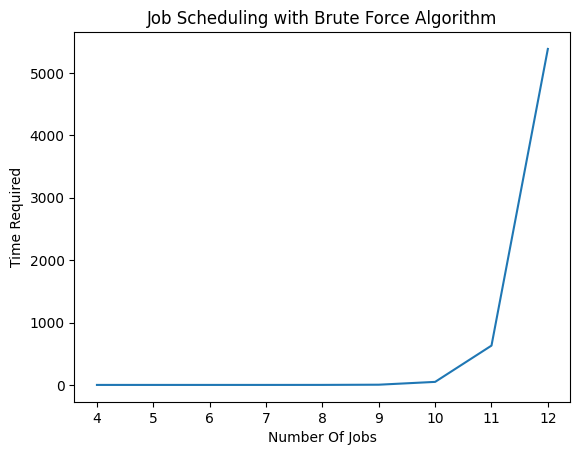 Job Scheduling with Brute Force Algorithm
5000
4000
3000
2000
1000
0
Time Required
4 5 6 7 8 9 10 11 12
Number Of Jobs